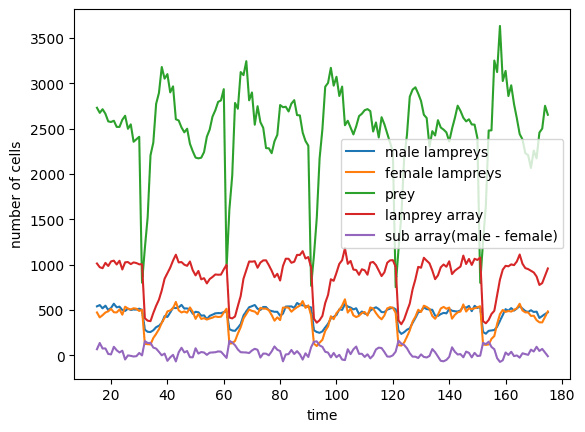 3500
3000
2500
2000
1500
1000
500
0
number of cells
male lampreys
female lampreys
prey
lamprey array
sub array(male - female)
20 40 60 80 100 120 140 160 180
time